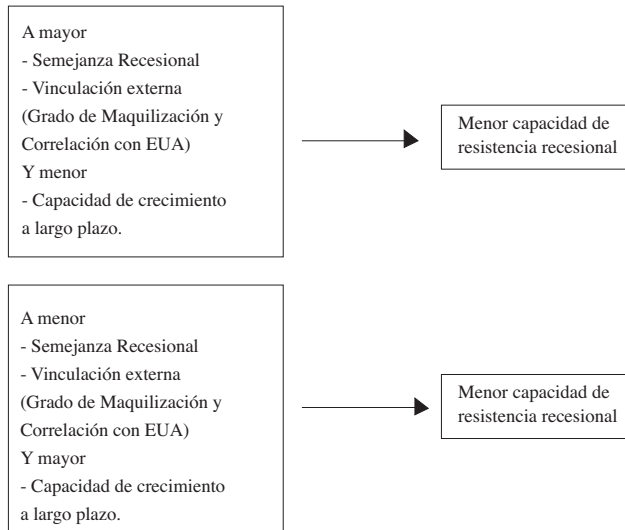 A mayor
- Semejanza Recesional
- Vinculación externa
(Grado de Maquilización y
Correlación con EUA)
Y menor
- Capacidad de crecimiento
a largo plazo.
Menor capacidad de
resistencia recesional
A menor
- Semejanza Recesional
- Vinculación externa
(Grado de Maquilización y
Correlación con EUA)
Y mayor
- Capacidad de crecimiento
a largo plazo.
Menor capacidad de
resistencia recesional